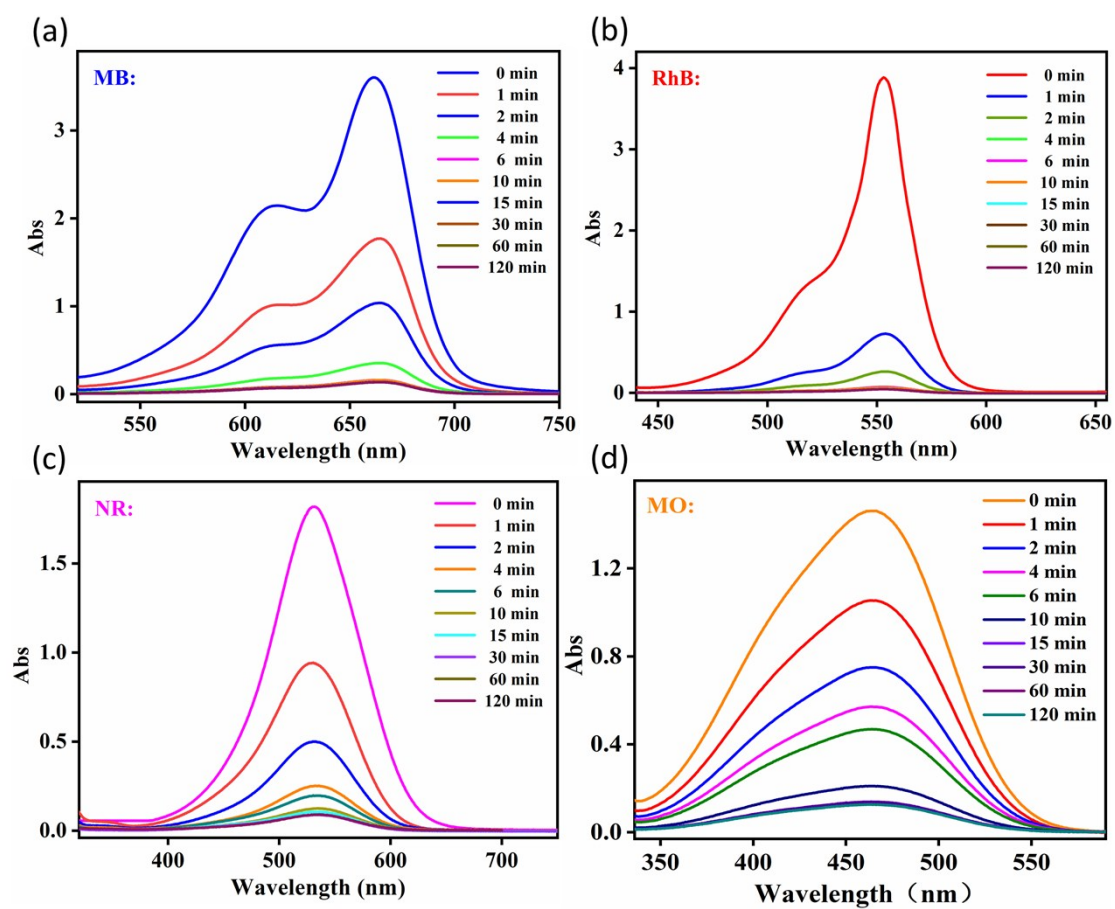 (a)
MB:
0 min
1 min
2 min
4 min
6 min
10 min
15 min
30 min
60 min
120 min
Abs
3
2
1
0
550 600 650 700 750
Wavelength (nm)
(b)
RhB:
0 min
1 min
2 min
4 min
6 min
10 min
15 min
30 min
60 min
120 min
Abs
4
3
2
1
0
450 500 550 600 650
Wavelength (nm)
(c)
NR:
0 min
1 min
2 min
4 min
6 min
10 min
15 min
30 min
60 min
120 min
Abs
1.5
1.0
0.5
0.0
400 500 600 700
Wavelength (nm)
(d)
MO:
0 min
1 min
2 min
4 min
6 min
10 min
15 min
30 min
60 min
120 min
Abs
1.2
0.8
0.4
0.0
350 400 450 500 550
Wavelength（nm）